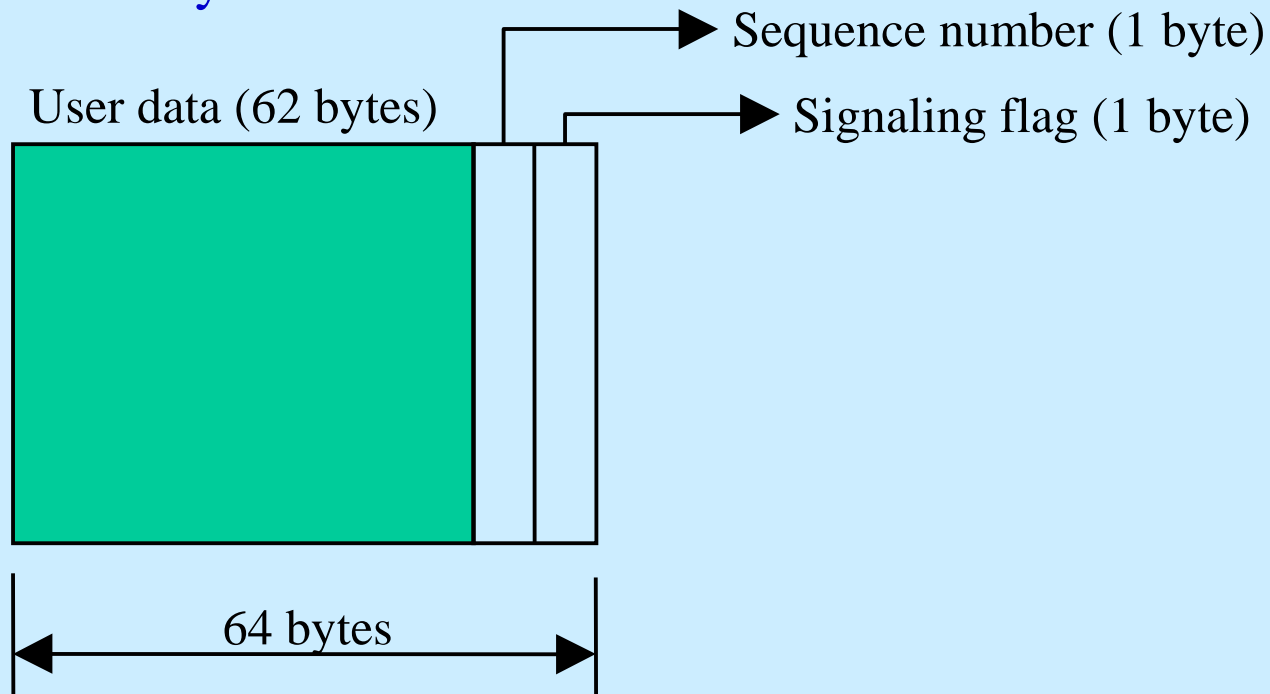 Sequence number (1 byte)
User data (62 bytes)
Signaling flag (1 byte)
64 bytes